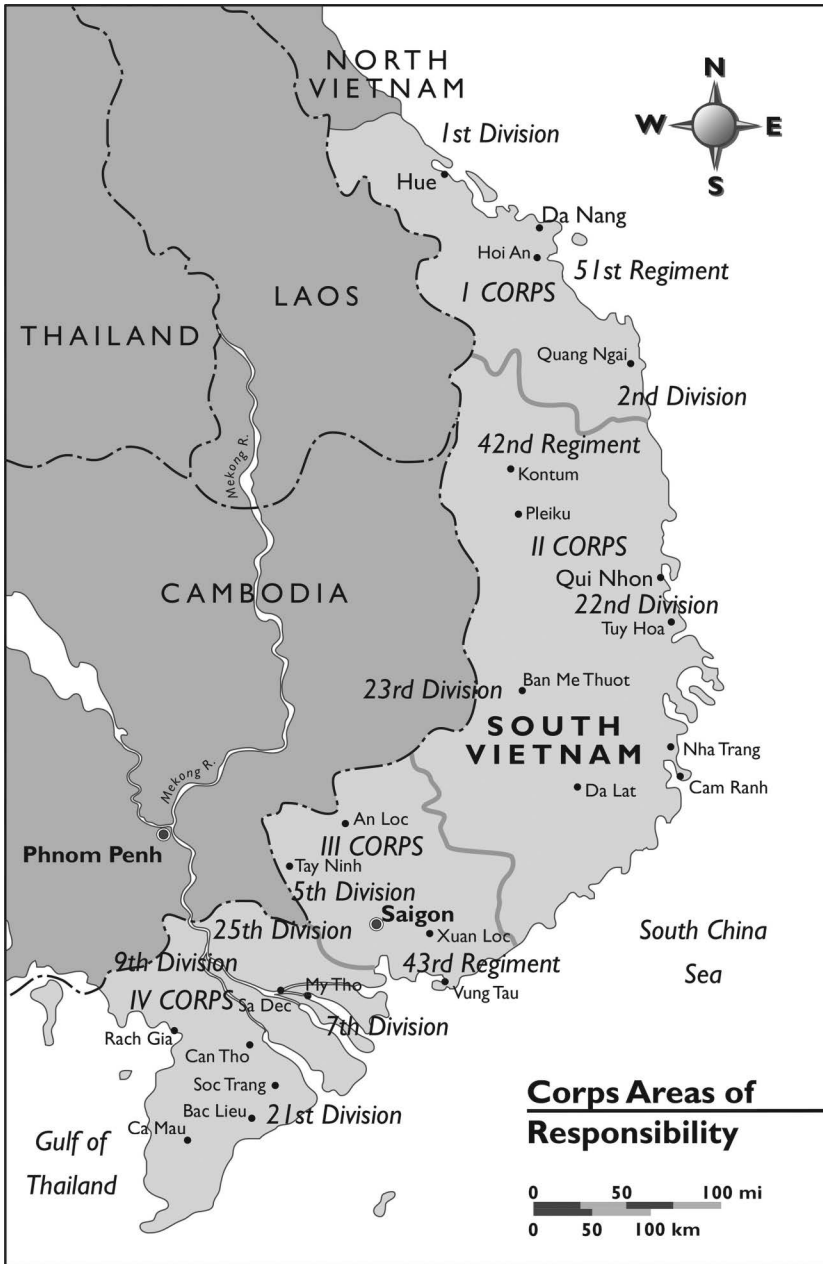 NORTH
VIETNAM
N
W E
S
1st Division
Hue
Da Nang
Hoi An
51st Regiment
I CORPS
LAOS
THAILAND
Quang Ngai
2nd Division
42nd Regiment
Kontum
Mekong R.
Pleiku
II CORPS
Qui Nhon
CAMBODIA
22nd Division
Tuy Hoa
23rd Division
Ban Me Thuot
SOUTH
VIETNAM
Nha Trang
Cam Ranh
Da Lat
Mekong R.
An Loc
III CORPS
Phnom Penh
Tay Ninh
5th Division
Saigon
25th Division
Xuan Loc
South China
Sea
9th Division
43rd Regiment
My Tho
Vung Tau
IV CORPS
Sa Dec
7th Division
Rach Gia
Can Tho
Soc Trang
Bac Lieu
21st Division
Ca Mau
Gulf of
Thailand
Corps Areas of
Responsibility
0 50 100 mi
0 50 100 km